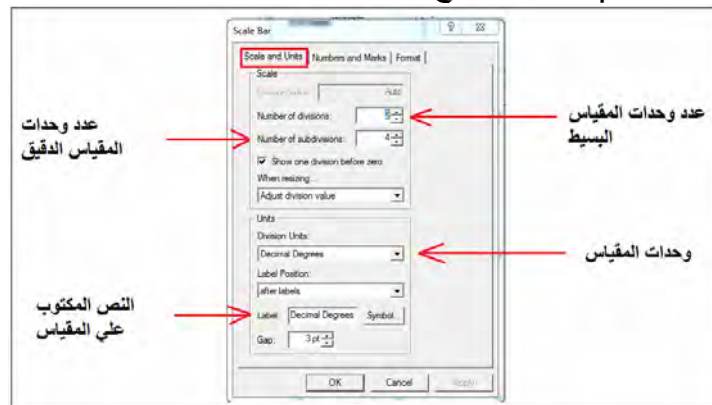 Scale Bar
Scale and Units Numbers and Marks Format
Scale
Auto
Number of divisions:
عدد وحدات المقياس
البسيط
Number of subdivisions: 4
عدد وحدات
المقياس الدقيق
Show one division before zero
When resizing...
Adjust division value
Units
Division Units:
Decimal Degrees
وحدات المقياس
Label Position:
after labels
Label: Decimal Degrees Symbol...
النص المكتوب
علي المقياس
Gap: 3 pt
OK Cancel Apply